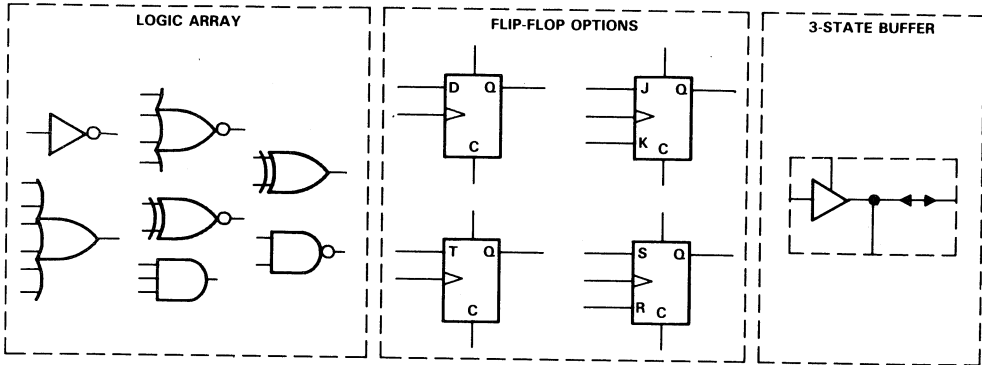 LOGIC ARRAY
FLIP-FLOP OPTIONS
3-STATE BUFFER
D Q
C
J Q
K C
T Q
C
S Q
R C